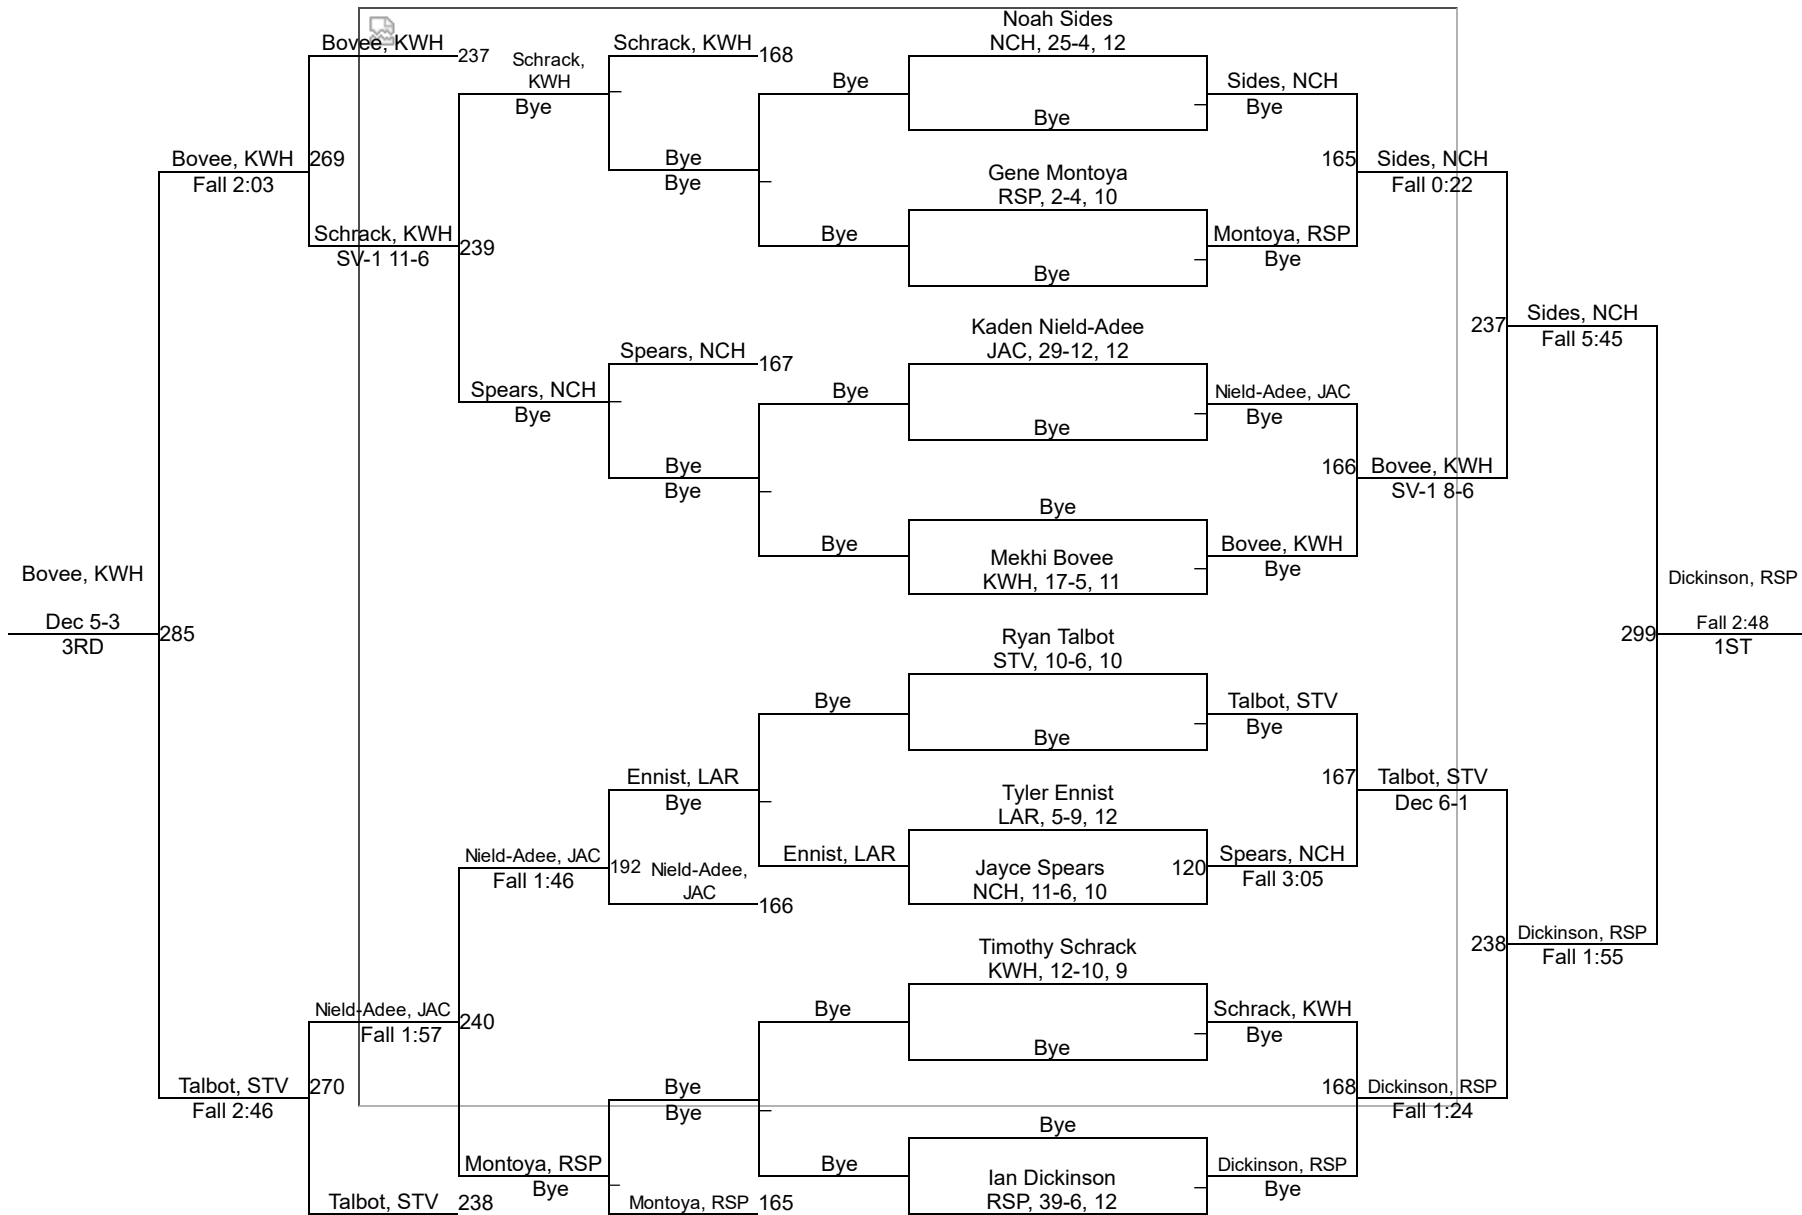 Noah Sides
NCH, 25-4, 12
Bovee, KWH
237
Schrack,
KWH
Bye
Schrack, KWH
168
Bye
Bye
Sides, NCH
Bye
Bovee, KWH
Fall 2:03
269
Bye
Bye
Gene Montoya
RSP, 2-4, 10
165
Sides, NCH
Fall 0:22
Schrack, KWH
SV-1 11-6
239
Bye
Bye
Montoya, RSP
Bye
Kaden Nield-Adee
JAC, 29-12, 12
237
Sides, NCH
Fall 5:45
Spears, NCH
167
Spears, NCH
Bye
Bye
Bye
Nield-Adee, JAC
Bye
Bye
Bye
166
Bovee, KWH
SV-1 8-6
Bye
Bye
Mekhi Bovee
KWH, 17-5, 11
Bovee, KWH
Bye
Bovee, KWH
Dec 5-3
3RD
285
Dickinson, RSP
299
Fall 2:48
1ST
Ryan Talbot
STV, 10-6, 10
Bye
Bye
Talbot, STV
Bye
Ennist, LAR
Bye
Tyler Ennist
LAR, 5-9, 12
167
Talbot, STV
Dec 6-1
Nield-Adee, JAC
Fall 1:46
192
Nield-Adee,
JAC
166
Ennist, LAR
Jayce Spears
NCH, 11-6, 10
120
Spears, NCH
Fall 3:05
Timothy Schrack
KWH, 12-10, 9
238
Dickinson, RSP
Fall 1:55
Nield-Adee, JAC
Fall 1:57
240
Bye
Bye
Schrack, KWH
Bye
Talbot, STV
Fall 2:46
270
Bye
Bye
168
Dickinson, RSP
Fall 1:24
Bye
Montoya, RSP
Bye
Bye
Ian Dickinson
RSP, 39-6, 12
Dickinson, RSP
Bye
Talbot, STV
238
Montoya, RSP
165